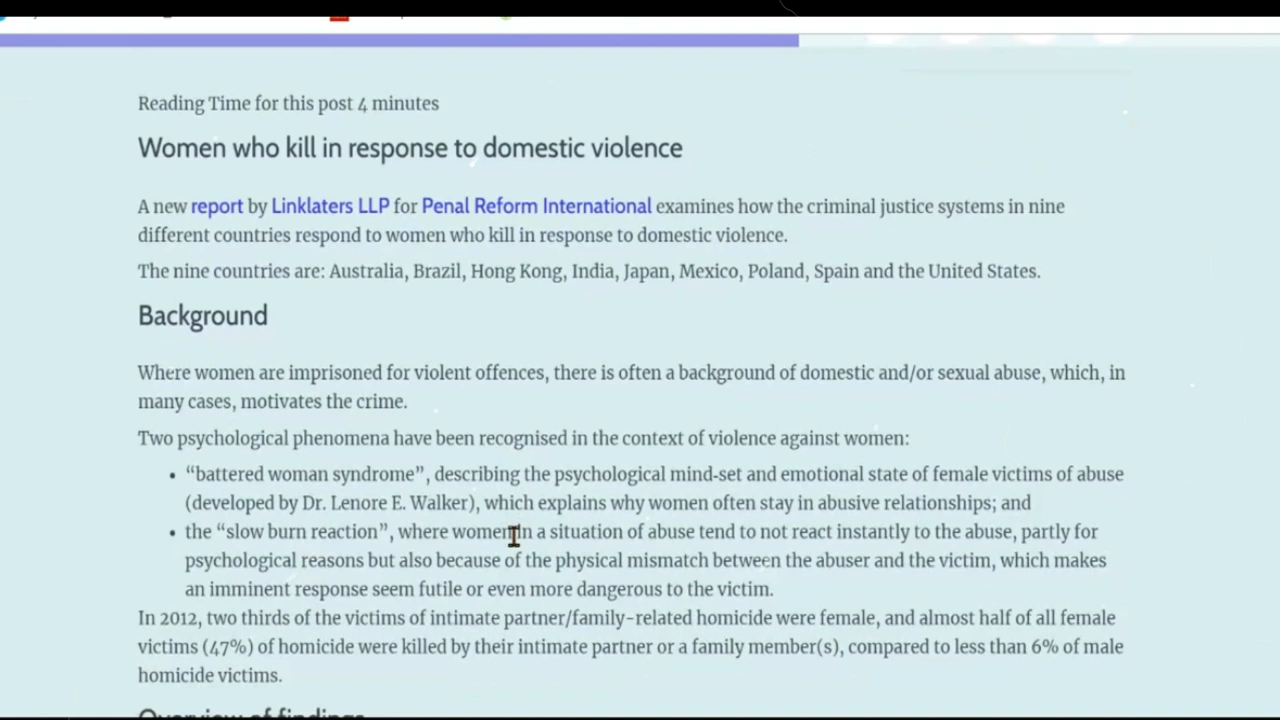 Reading Time for this post 4 minutes
Women who kill in response to domestic violence
A new report by Linklaters LLP for Penal Reform International examines how the criminal justice systems in nine
different countries respond to women who kill in response to domestic violence.
The nine countries are: Australia, Brazil, Hong Kong, India, Japan, Mexico, Poland, Spain and the United States.
Background
Where women are imprisoned for violent offences, there is often a background of domestic and/or sexual abuse, which, in
many cases, motivates the crime.
Two psychological phenomena have been recognised in the context of violence against women:
• “battered woman syndrome”, describing the psychological mind-set and emotional state of female victims of abuse
(developed by Dr. Lenore E. Walker), which explains why women often stay in abusive relationships; and
• the “slow burn reaction”, where women in a situation of abuse tend to not react instantly to the abuse, partly for
psychological reasons but also because of the physical mismatch between the abuser and the victim, which makes
an imminent response seem futile or even more dangerous to the victim.
In 2012, two thirds of the victims of intimate partner/family-related homicide were female, and almost half of all female
victims (47%) of homicide were killed by their intimate partner or a family member(s), compared to less than 6% of male
homicide victims.
Overview of findings